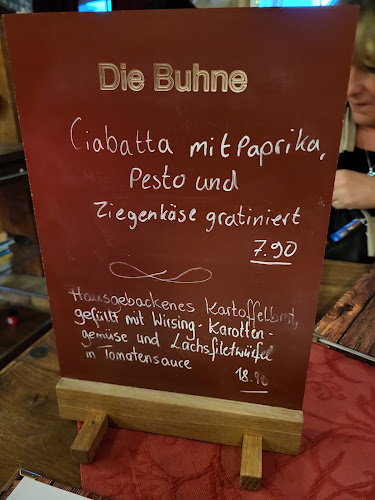 Die Buhne
Ciabatta mit Paprika,
Pesto und
Ziegenkäse gratiniert
7.90
Hausgebackenes Kartoffelbrot,
gefüllt mit Wirsing-Karotten-
gemüse und Lachsfiletwürfel
in Tomatensauce
18.90